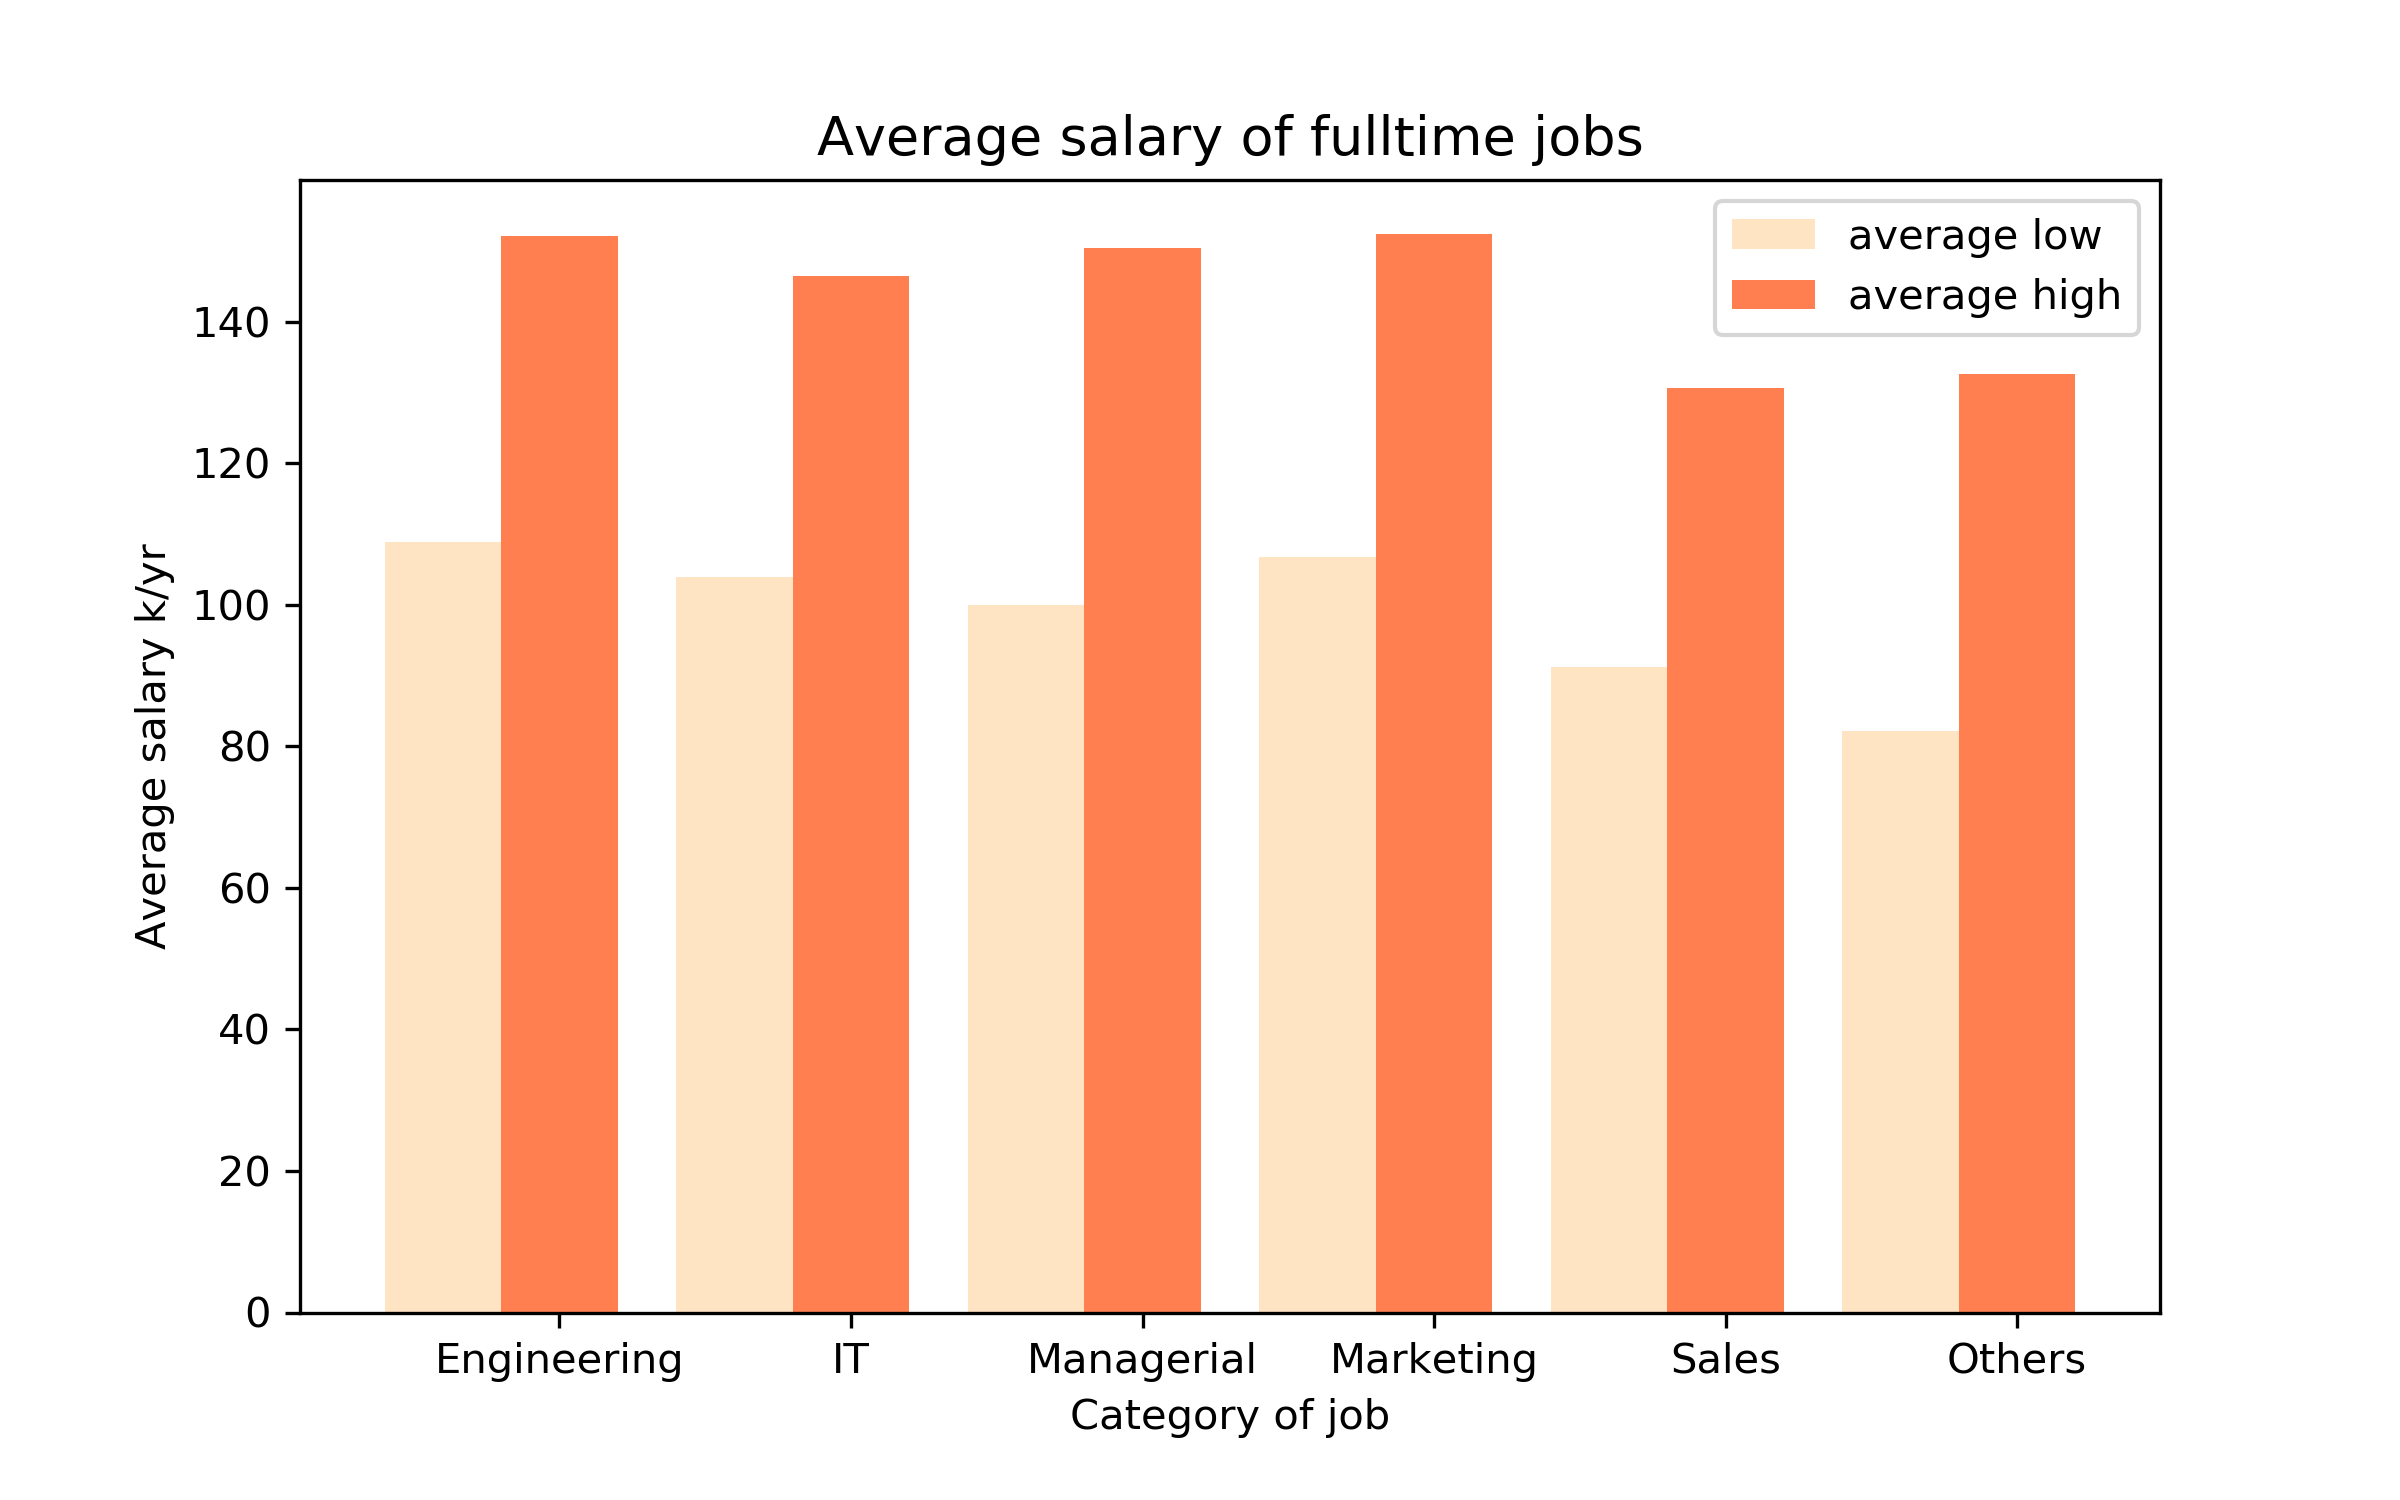 Average salary of fulltime jobs
average low
average high
Average salary k/yr
140
120
100
80
60
40
20
0
Engineering IT Managerial Marketing Sales Others
Category of job